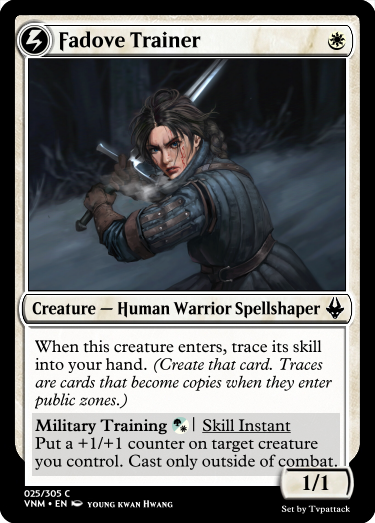 Fadove Trainer
Creature — Human Warrior Spellshaper
When this creature enters, trace its skill
into your hand. (Create that card. Traces
are cards that become copies when they enter
public zones.)
Military Training | Skill Instant
Put a +1/+1 counter on target creature
you control. Cast only outside of combat.
1/1
025/305 C
VNM • EN YOUNG KWAN HWANG
Set by Tvpattack